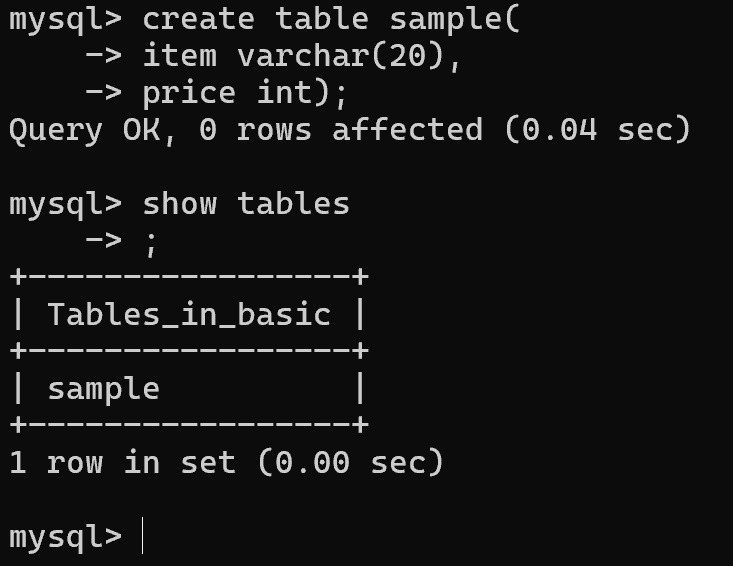 mysql> create table sample(
    -> item varchar(20),
    -> price int);
Query OK, 0 rows affected (0.04 sec)
mysql> show tables
    -> ;
+-----------------+
| Tables_in_basic |
+-----------------+
| sample          |
+-----------------+
1 row in set (0.00 sec)
mysql>